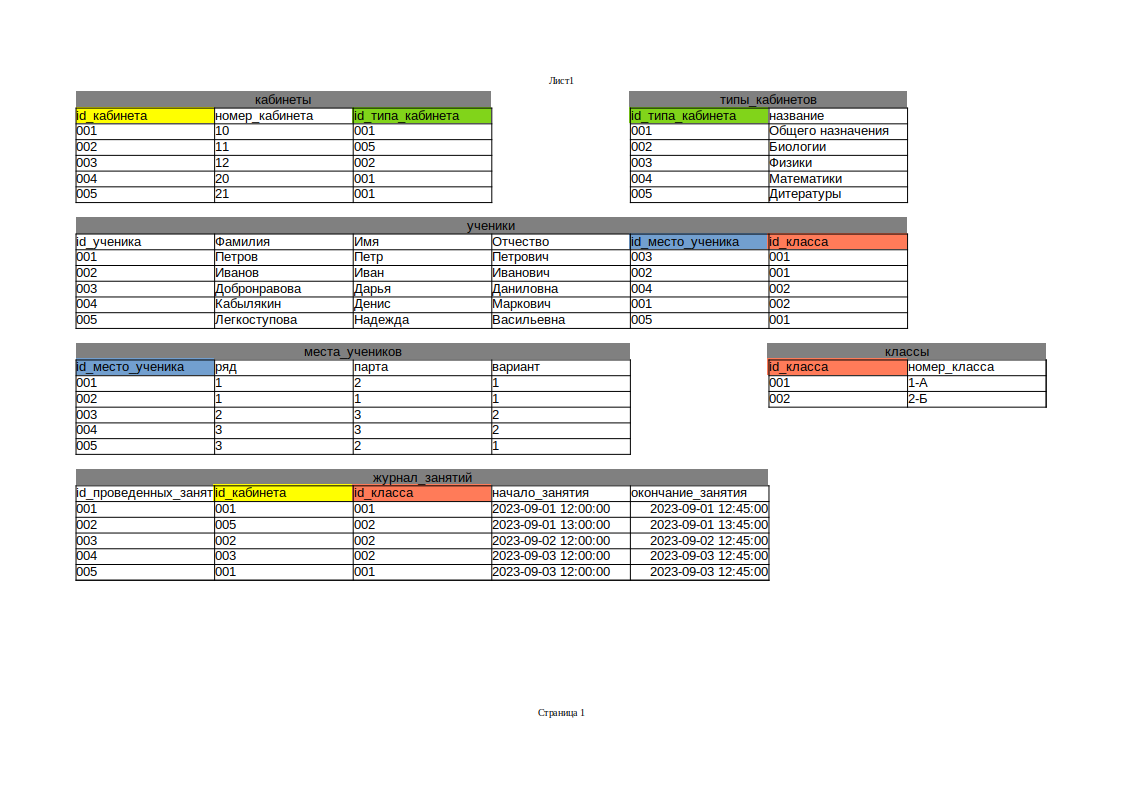 Лист1
кабинеты типы_кабинетов
id_кабинета номер_кабинета id_типа_кабинета id_типа_кабинета название
001 10 001 001 Общего назначения
002 11 005 002 Биологии
003 12 002 003 Физики
004 20 001 004 Математики
005 21 001 005 Дитературы
ученики
id_ученика Фамилия Имя Отчество id_место_ученика id_класса
001 Петров Петр Петрович 003 001
002 Иванов Иван Иванович 002 001
003 Добронравова Дарья Даниловна 004 002
004 Кабылякин Денис Маркович 001 002
005 Легкоступова Надежда Васильевна 005 001
места_учеников классы
id_место_ученика ряд парта вариант id_класса номер_класса
001 1 2 1 001 1-А
002 1 1 1 002 2-Б
003 2 3 2
004 3 3 2
005 3 2 1
журнал_занятий
id_проведенных_занят id_кабинета id_класса начало_занятия окончание_занятия
001 001 001 2023-09-01 12:00:00 2023-09-01 12:45:00
002 005 002 2023-09-01 13:00:00 2023-09-01 13:45:00
003 002 002 2023-09-02 12:00:00 2023-09-02 12:45:00
004 003 002 2023-09-03 12:00:00 2023-09-03 12:45:00
005 001 001 2023-09-03 12:00:00 2023-09-03 12:45:00
Страница 1